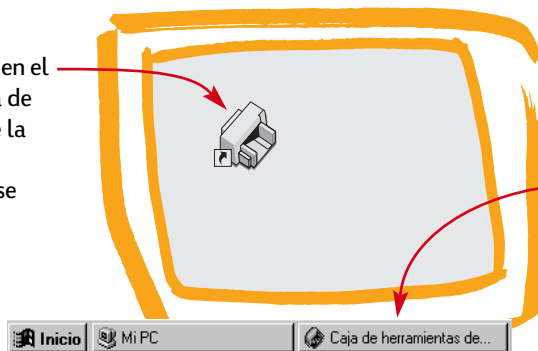 en el
de
la
se
Inicio Mi PC Caja de herramientas de...